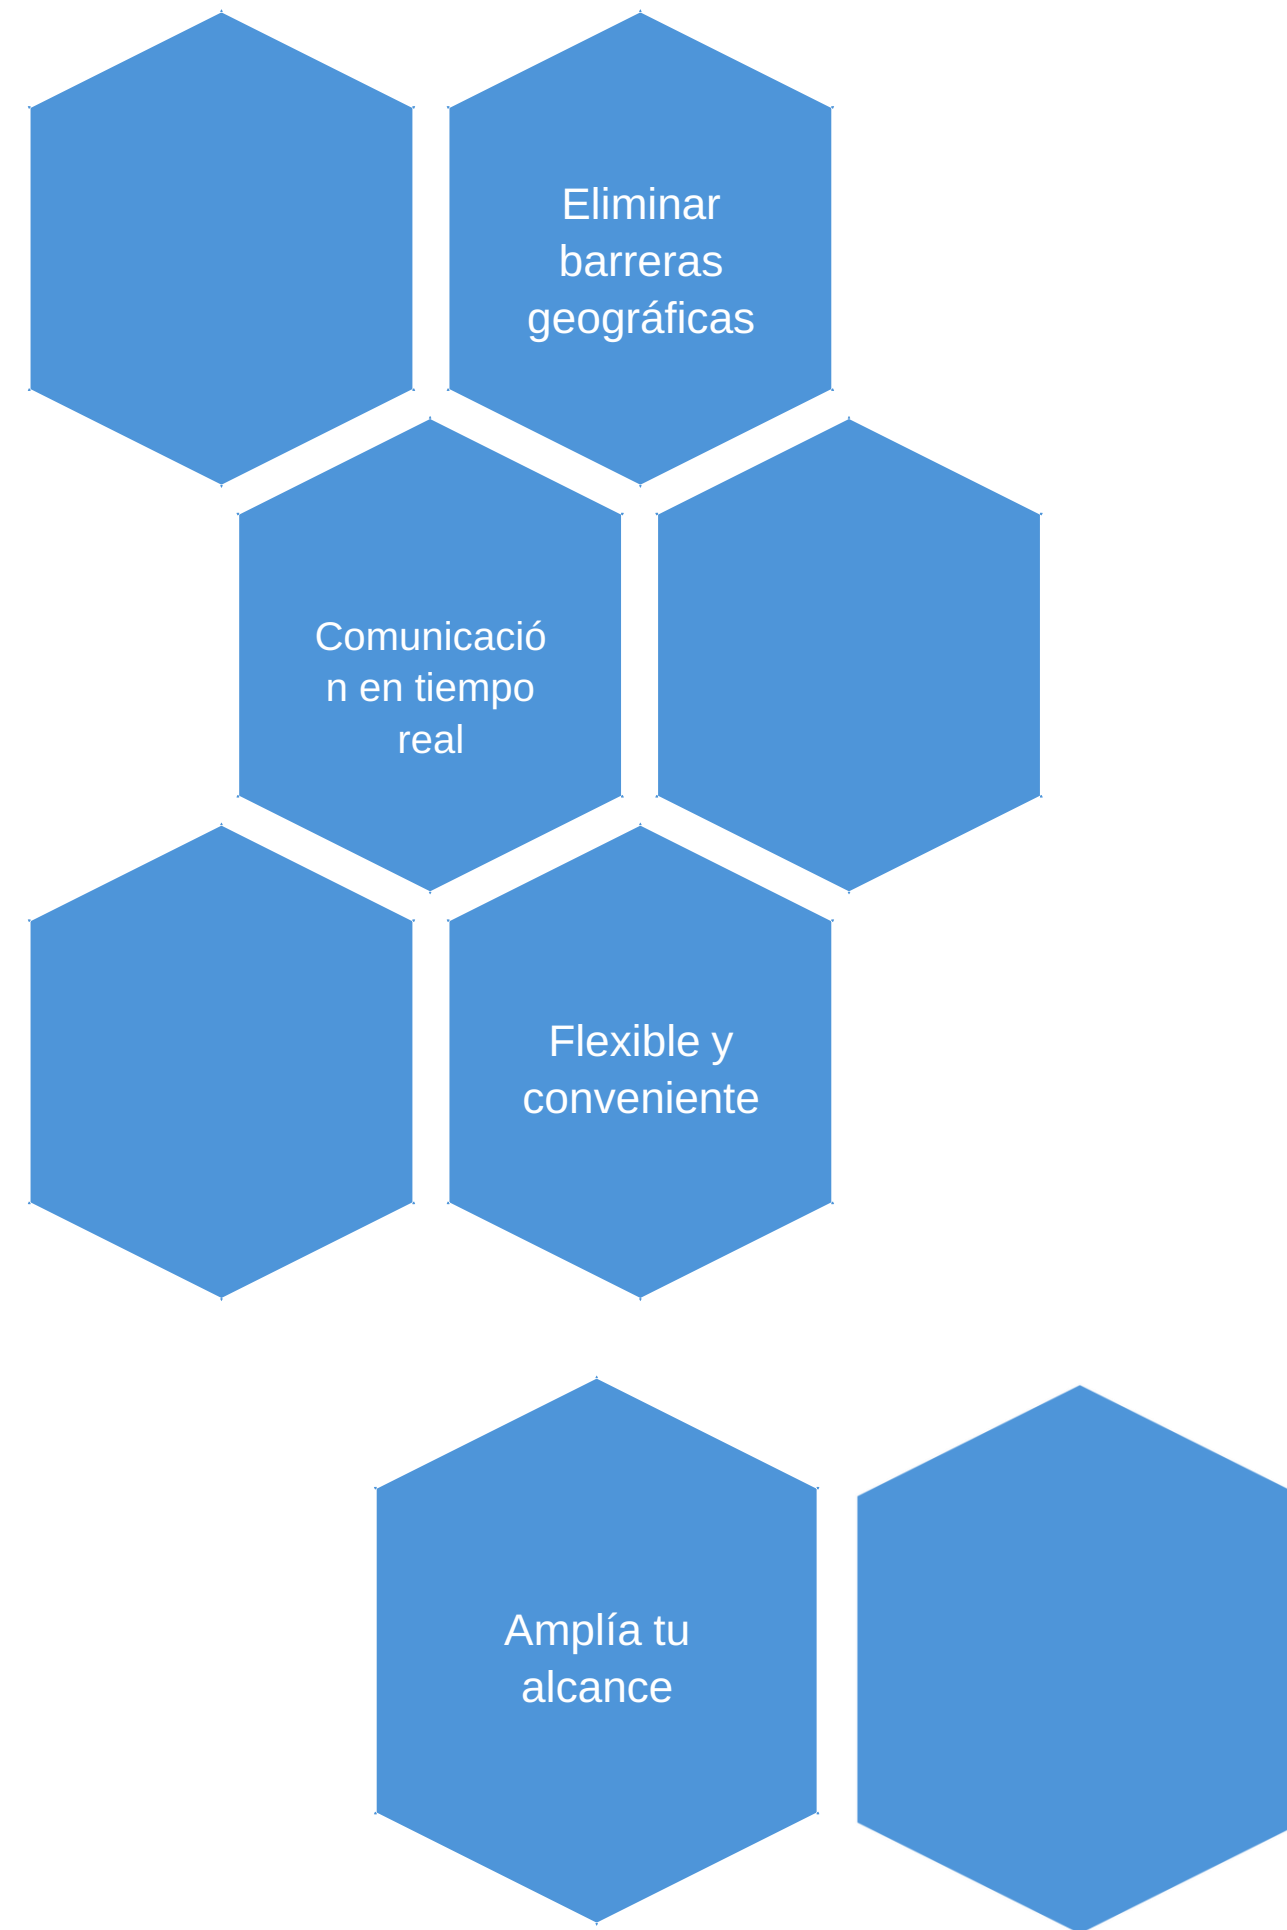 Eliminar
barreras
geográficas
Comunicació
n en tiempo
real
Flexible y
conveniente
Amplía tu
alcance